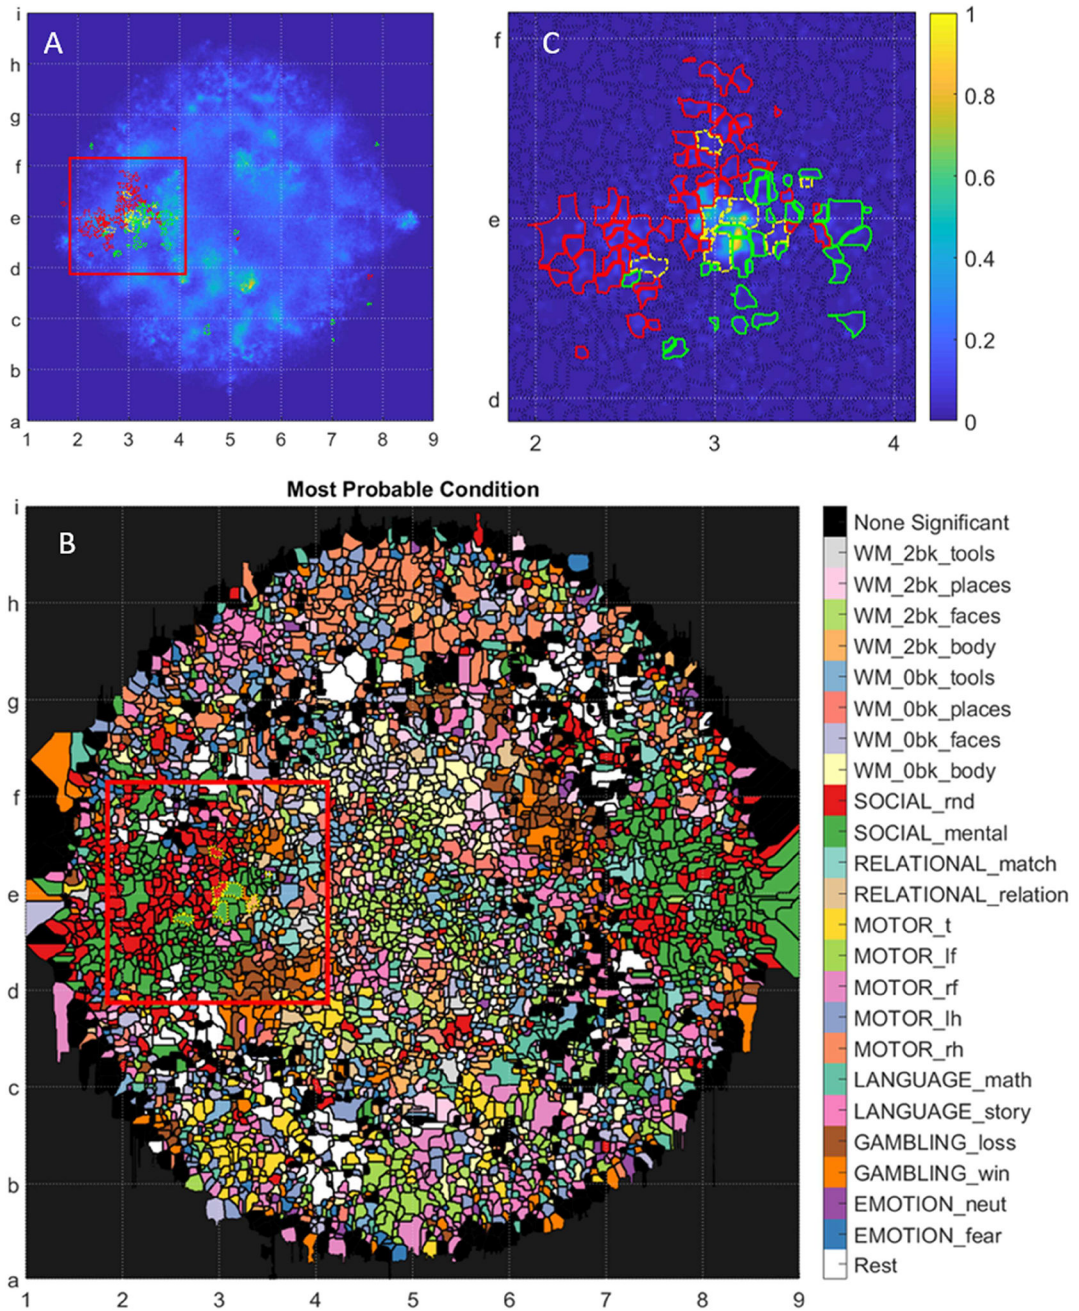 A
i
h
g
f
e
d
c
b
a
1 2 3 4 5 6 7 8 9
C
f
e
d
2 3 4
1
0.8
0.6
0.4
0.2
0
Most Probable Condition
B
i
h
g
f
e
d
c
b
a
1 2 3 4 5 6 7 8 9
None Significant
WM_2bk_tools
WM_2bk_places
WM_2bk_faces
WM_2bk_body
WM_0bk_tools
WM_0bk_places
WM_0bk_faces
WM_0bk_body
SOCIAL_rnd
SOCIAL_mental
RELATIONAL_match
RELATIONAL_relation
MOTOR_t
MOTOR_lf
MOTOR_rf
MOTOR_lh
MOTOR_rh
LANGUAGE_math
LANGUAGE_story
GAMBLING_loss
GAMBLING_win
EMOTION_neut
EMOTION_fear
Rest